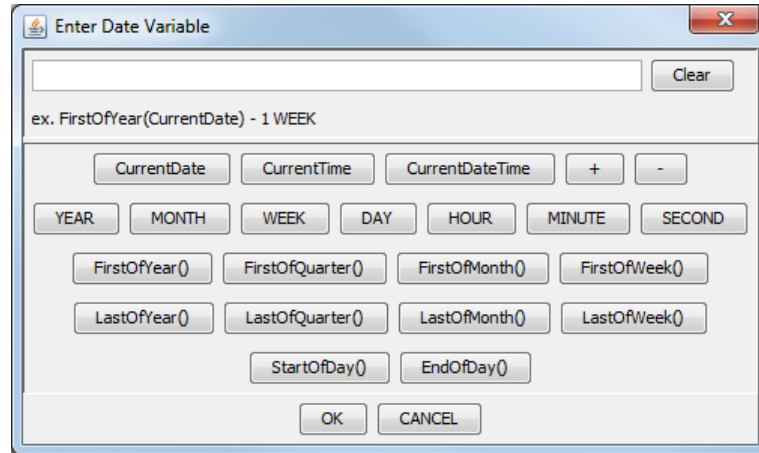 Enter Date Variable
Clear
ex. FirstOfYear(CurrentDate) - 1 WEEK
CurrentDate CurrentTime CurrentDateTime + -
YEAR MONTH WEEK DAY HOUR MINUTE SECOND
FirstOfYear() FirstOfQuarter() FirstOfMonth() FirstOfWeek()
LastOfYear() LastOfQuarter() LastOfMonth() LastOfWeek()
StartOfDay() EndOfDay()
OK CANCEL